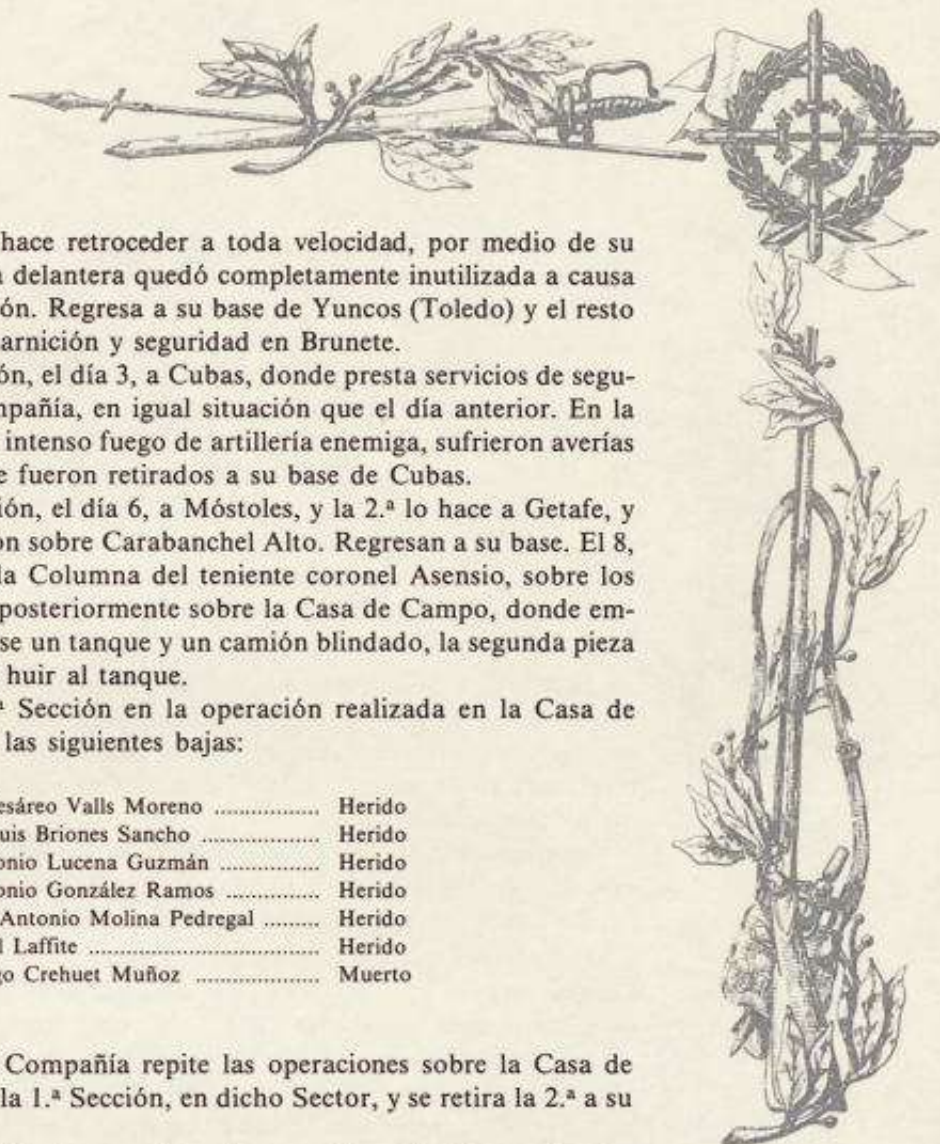 hace retroceder a toda velocidad, por medio de su
delantera quedó completamente inutilizada a causa
ón. Regresa a su base de Yuncos (Toledo) y el resto
arnición y seguridad en Brunete.
ón, el día 3, a Cubas, donde presta servicios de segu-
mpañía, en igual situación que el día anterior. En la
intenso fuego de artillería enemiga, sufrieron averías
e fueron retirados a su base de Cubas.
ión, el día 6, a Móstoles, y la 2.ª lo hace a Getafe, y
on sobre Carabanchel Alto. Regresan a su base. El 8,
la Columna del teniente coronel Asensio, sobre los
posteriormente sobre la Casa de Campo, donde em-
se un tanque y un camión blindado, la segunda pieza
huir al tanque.
ª Sección en la operación realizada en la Casa de
las siguientes bajas:
esáreo Valls Moreno ................. Herido
uis Briones Sancho ................... Herido
onio Lucena Guzmán ................ Herido
onio González Ramos ............... Herido
Antonio Molina Pedregal ......... Herido
l Laffite ...................................... Herido
go Crehuet Muñoz .................... Muerto
Compañía repite las operaciones sobre la Casa de
la 1.ª Sección, en dicho Sector, y se retira la 2.ª a su